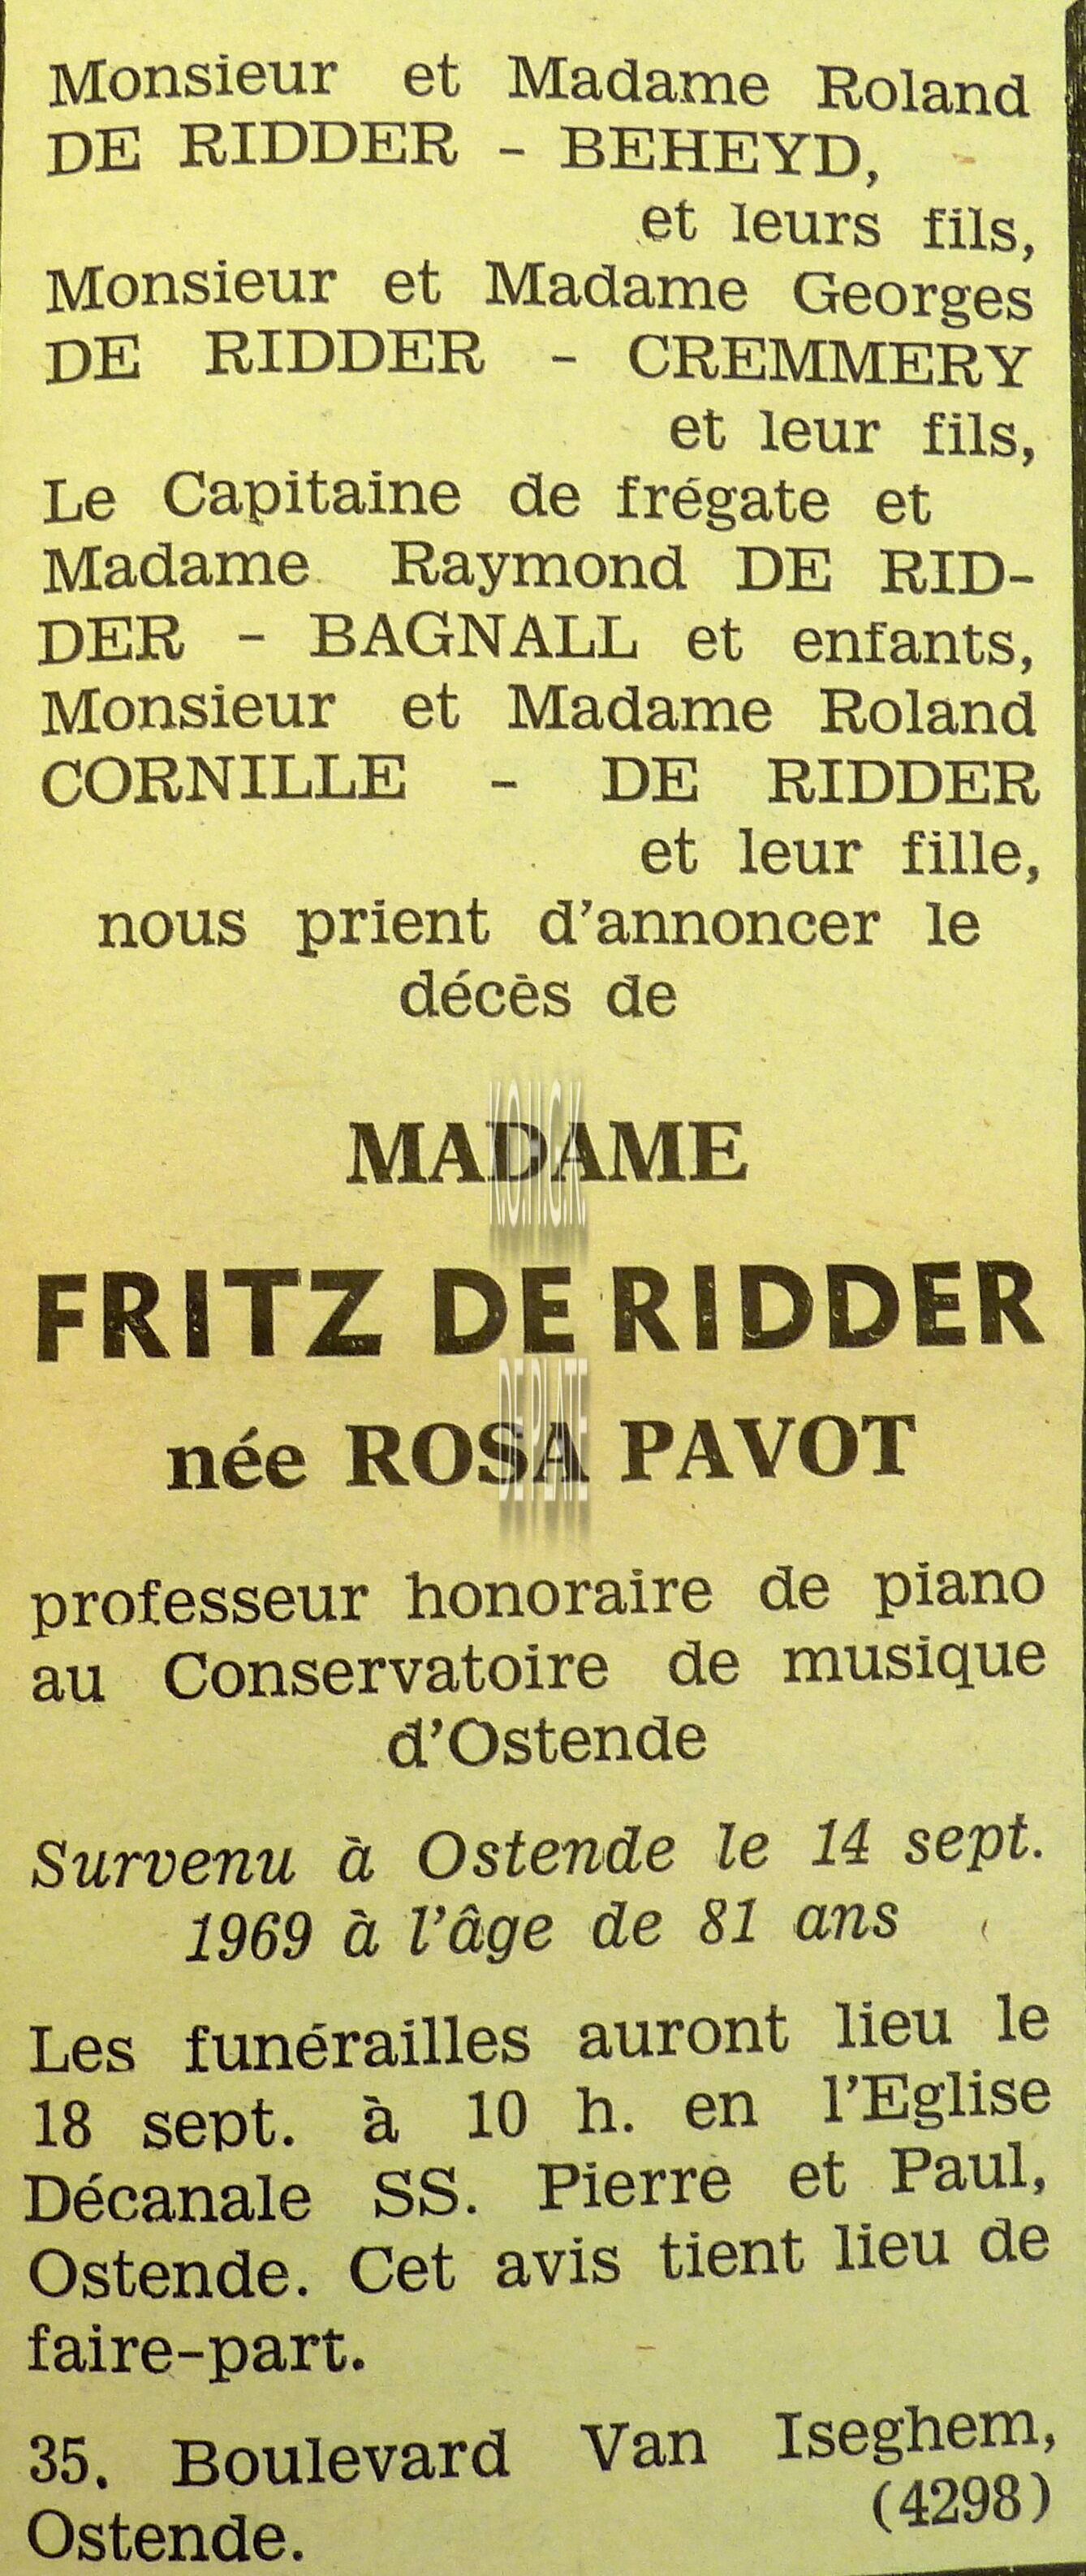 Monsieur et Madame Roland
DE RIDDER - BEHEYD,
et leurs fils,
Monsieur et Madame Georges
DE RIDDER - CREMMERY
et leur fils,
Le Capitaine de frégate et
Madame Raymond DE RID-
DER - BAGNALL et enfants,
Monsieur et Madame Roland
CORNILLE - DE RIDDER
et leur fille,
nous prient d'annoncer le
décès de
MADAME
K.O.H.G.K.
FRITZ DE RIDDER
DE PLATE
née ROSA PAVOT
professeur honoraire de piano
au Conservatoire de musique
d'Ostende
Survenu à Ostende le 14 sept.
1969 à l'âge de 81 ans
Les funérailles auront lieu le
18 sept. à 10 h. en l'Eglise
Décanale SS. Pierre et Paul,
Ostende. Cet avis tient lieu de
faire-part.
35. Boulevard Van Iseghem,
Ostende. (4298)